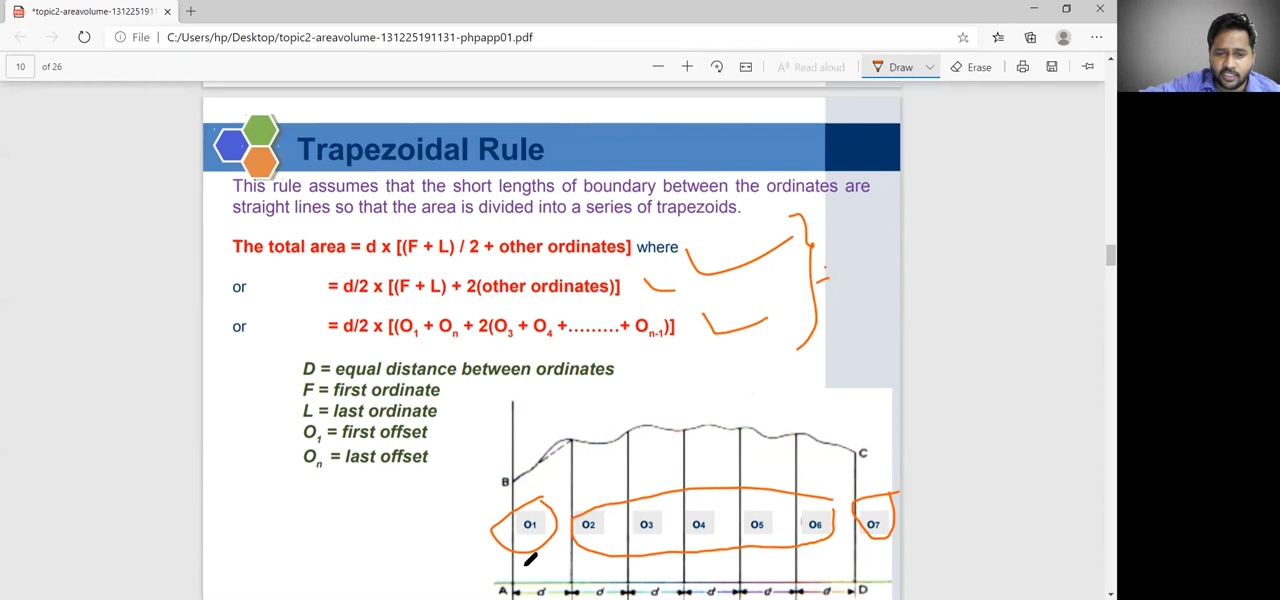 *topic2-areavolume-131225191
File
C:/Users/hp/Desktop/topic2-areavolume-131225191131-phpapp01.pdf
10 of 26
Read aloud
Draw
Erase
Trapezoidal Rule
This rule assumes that the short lengths of boundary between the ordinates are
straight lines so that the area is divided into a series of trapezoids.
The total area = d x [(F + L) / 2 + other ordinates] where
or = d/2 x [(F + L) + 2(other ordinates)]
or = d/2 x [(O1 + On + 2(O3 + O4 +.........+ On-1)]
D = equal distance between ordinates
F = first ordinate
L = last ordinate
O1 = first offset
On = last offset
B C
O1 O2 O3 O4 O5 O6 O7
A d d d d d d D